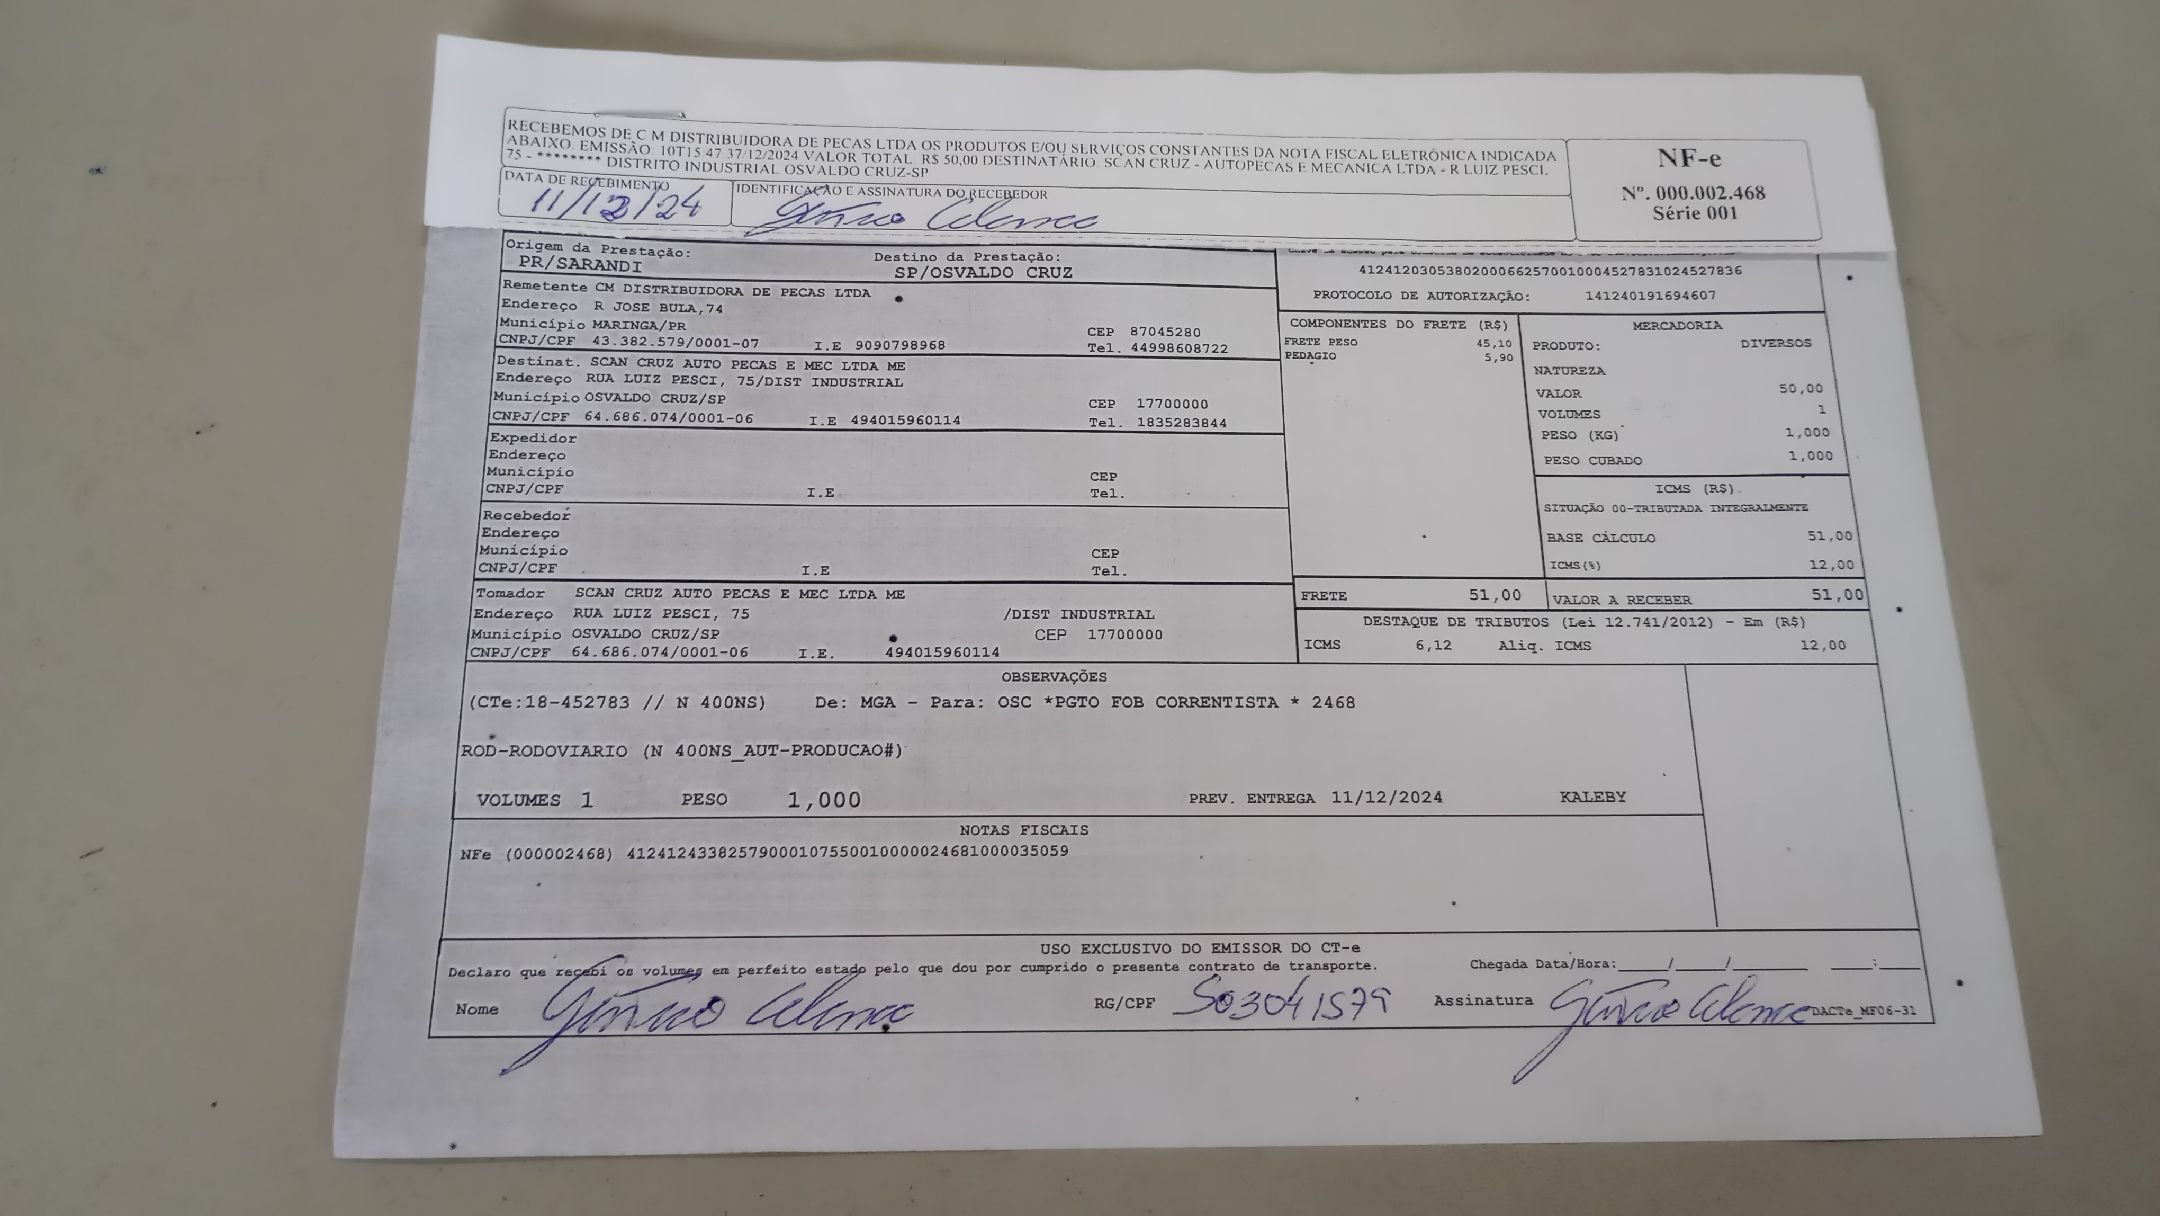 RECEBEMOS DE C M DISTRIBUIDORA DE PECAS LTDA OS PRODUTOS E/OU SERVIÇOS CONSTANTES DA NOTA FISCAL ELETRÔNICA INDICADA
ABAIXO. EMISSÃO: 10T15:47:37/12/2024 VALOR TOTAL: R$ 50,00 DESTINATÁRIO: SCAN CRUZ - AUTOPECAS E MECANICA LTDA - R LUIZ PESCI,
75 - ******** DISTRITO INDUSTRIAL OSVALDO CRUZ-SP
NF-e
Nº. 000.002.468
Série 001
DATA DE RECEBIMENTO
11/12/24
IDENTIFICAÇÃO E ASSINATURA DO RECEBEDOR
Origem da Prestação:
PR/SARANDI
Destino da Prestação:
SP/OSVALDO CRUZ
41241203053802000662570010004527831024527836
PROTOCOLO DE AUTORIZAÇÃO: 141240191694607
Remetente CM DISTRIBUIDORA DE PECAS LTDA
Endereço R JOSE BULA,74
Município MARINGA/PR CEP 87045280
CNPJ/CPF 43.382.579/0001-07 I.E 9090798968 Tel. 44998608722
Destinat. SCAN CRUZ AUTO PECAS E MEC LTDA ME
Endereço RUA LUIZ PESCI, 75/DIST INDUSTRIAL
Município OSVALDO CRUZ/SP CEP 17700000
CNPJ/CPF 64.686.074/0001-06 I.E 494015960114 Tel. 1835283844
Expedidor
Endereço
Município CEP
CNPJ/CPF I.E Tel.
Recebedor
Endereço
Município CEP
CNPJ/CPF I.E Tel.
Tomador SCAN CRUZ AUTO PECAS E MEC LTDA ME
Endereço RUA LUIZ PESCI, 75 /DIST INDUSTRIAL
Município OSVALDO CRUZ/SP CEP 17700000
CNPJ/CPF 64.686.074/0001-06 I.E. 494015960114
COMPONENTES DO FRETE (R$)
FRETE PESO 45,10
PEDAGIO 5,90
MERCADORIA
PRODUTO: DIVERSOS
NATUREZA
VALOR 50,00
VOLUMES 1
PESO (KG) 1,000
PESO CUBADO 1,000
ICMS (R$)
SITUAÇÃO 00-TRIBUTADA INTEGRALMENTE
BASE CÁLCULO 51,00
ICMS(%) 12,00
FRETE 51,00 VALOR A RECEBER 51,00
DESTAQUE DE TRIBUTOS (Lei 12.741/2012) - Em (R$)
ICMS 6,12 Aliq. ICMS 12,00
OBSERVAÇÕES
(CTe:18-452783 // N 400NS) De: MGA - Para: OSC *PGTO FOB CORRENTISTA * 2468
ROD-RODOVIARIO (N 400NS_AUT-PRODUCAO#)
VOLUMES 1 PESO 1,000 PREV. ENTREGA 11/12/2024 KALEBY
NOTAS FISCAIS
NFe (000002468) 41241243382579000107550010000024681000035059
USO EXCLUSIVO DO EMISSOR DO CT-e
Declaro que recebi os volumes em perfeito estado pelo que dou por cumprido o presente contrato de transporte. Chegada Data/Hora:____/____/______ ___:___
Nome RG/CPF 503041579 Assinatura DACTe_MF06-31